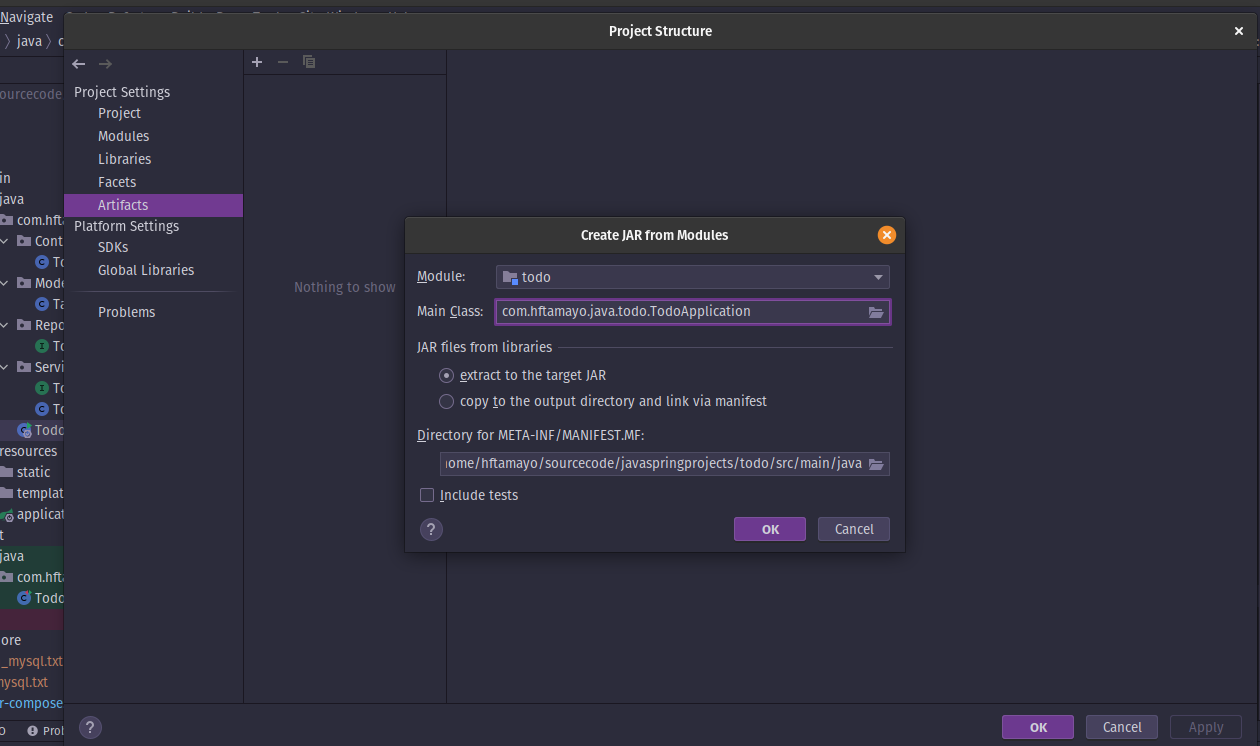 Navigate
Project Structure
java
ourcecode
Project Settings
Project
in
Modules
java
Libraries
com.hft
Facets
Cont
Artifacts
To
Platform Settings
Mode
SDKs
Ta
Global Libraries
Repo
Problems
To
Servi
Nothing to show
To
To
Todo
resources
static
templat
applicat
t
java
com.hft
Todo
ore
_mysql.txt
mysql.txt
r-compose
Prob
Create JAR from Modules
Module: todo
Main Class: com.hftamayo.java.todo.TodoApplication
JAR files from libraries
extract to the target JAR
copy to the output directory and link via manifest
Directory for META-INF/MANIFEST.MF:
ome/hftamayo/sourcecode/javaspringprojects/todo/src/main/java
Include tests
? OK Cancel
? OK Cancel Apply